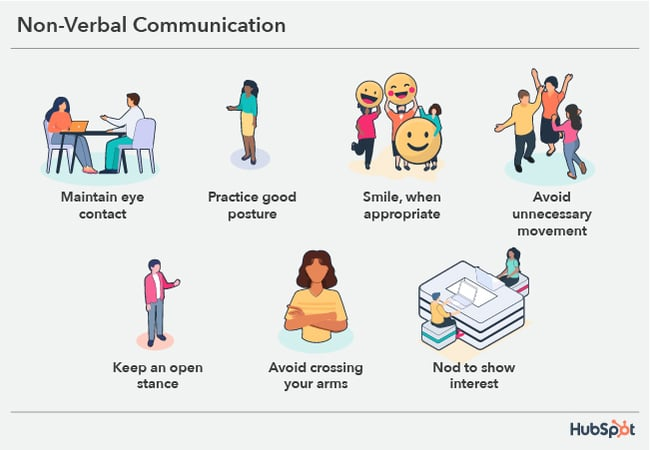 Non-Verbal Communication
Maintain eye
contact
Practice good
posture
Smile, when
appropriate
Avoid
unnecessary
movement
Keep an open
stance
Avoid crossing
your arms
Nod to show
interest
HubSpot